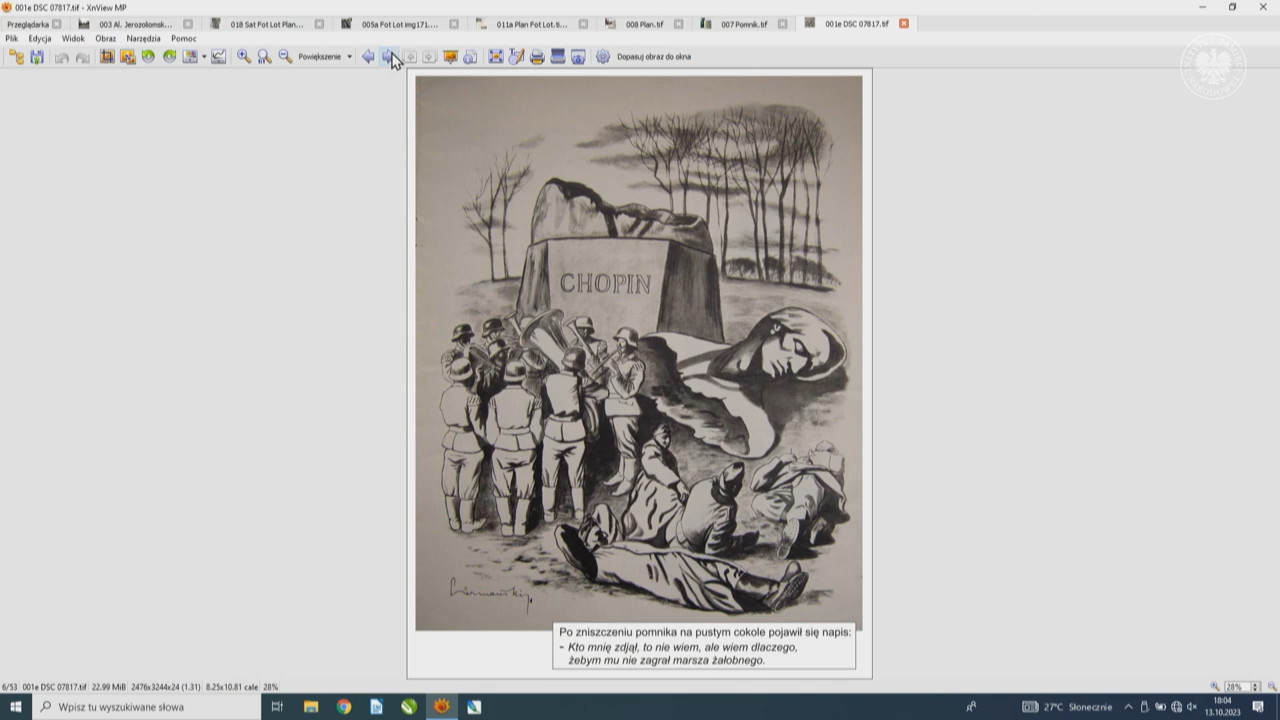 001e DSC 07817.tif - XnView MP
Przeglądarka
003 Al. Jerozolimsk...
018 Sat Fot Lot Plan...
005a Fot Lot img171....
011a Plan Fot Lot.ti...
008 Plan.tif
007 Pomnik.tif
001e DSC 07817.tif
Plik Edycja Widok Obraz Narzędzia Pomoc
Powiększenie
Dopasuj obraz do okna
CHOPIN
Po zniszczeniu pomnika na pustym cokole pojawił się napis:
- Kto mnię zdjął, to nie wiem, ale wiem dlaczego,
żebym mu nie zagrał marsza żałobnego.
6/53 001e DSC 07817.tif 22.99 MiB 2476x3244x24 (1.31) 8.25x10.81 cale 28%
28%
Wpisz tu wyszukiwane słowa
27°C Słonecznie
18:04
13.10.2023